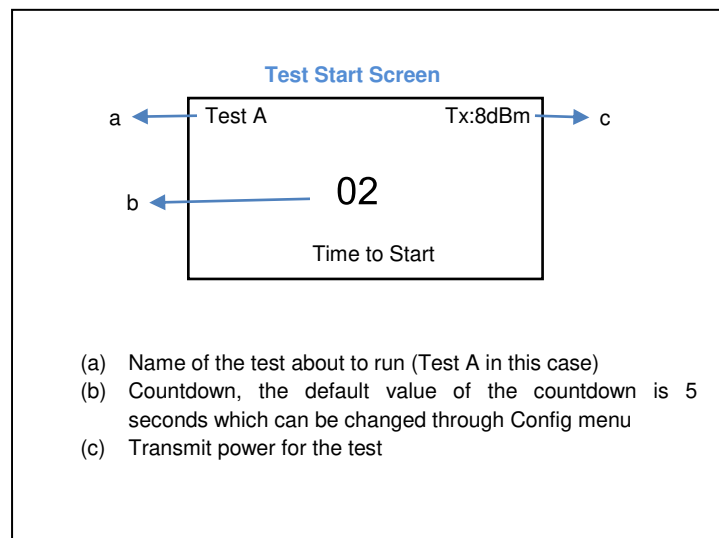 Test Start Screen
a Test A Tx:8dBm c
b 02
Time to Start
(a) Name of the test about to run (Test A in this case)
(b) Countdown, the default value of the countdown is 5
seconds which can be changed through Config menu
(c) Transmit power for the test